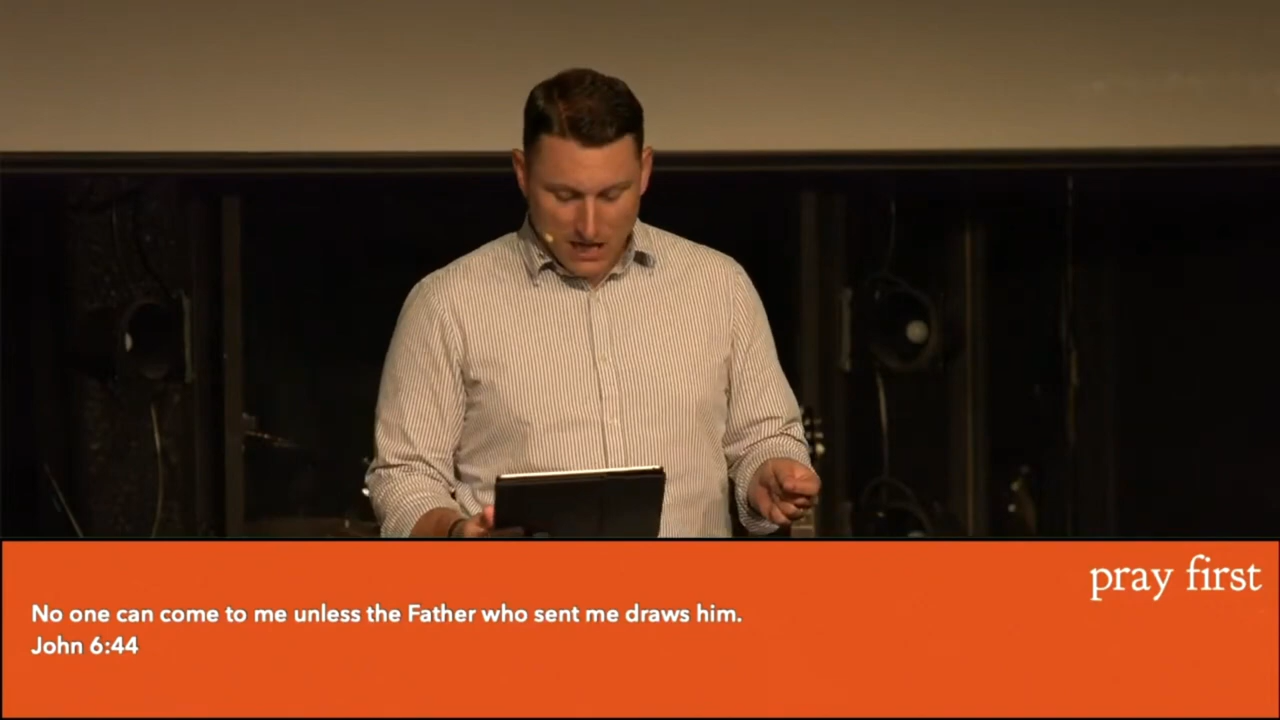 pray first
No one can come to me unless the Father who sent me draws him.
John 6:44